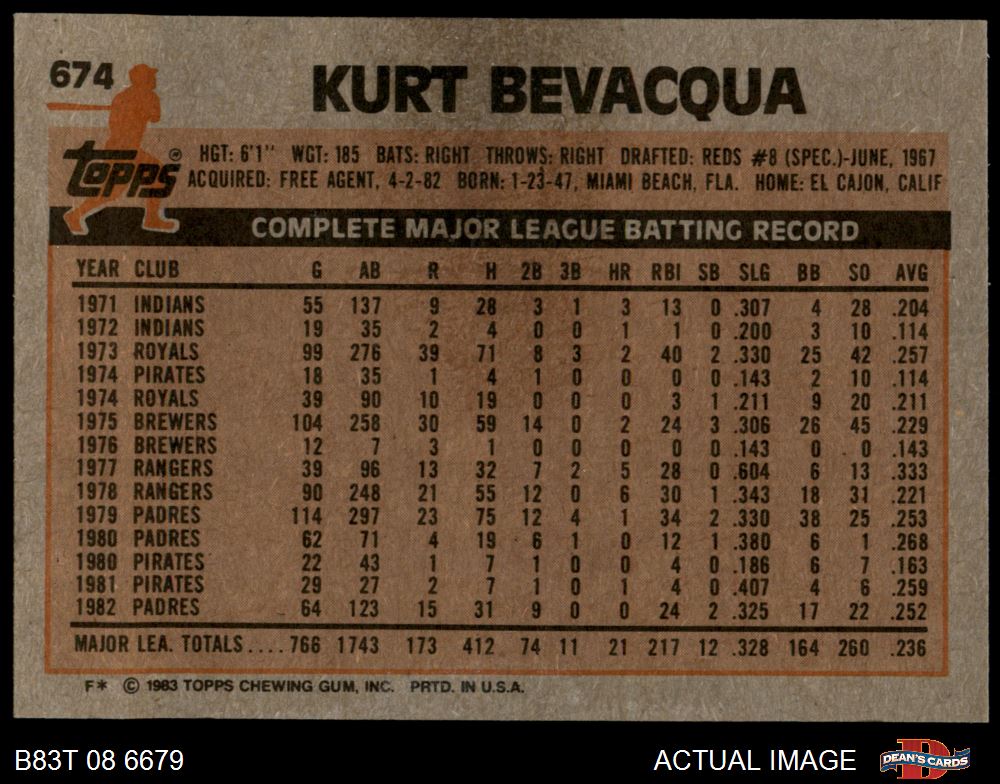 674
KURT BEVACQUA
Topps®
HGT: 6'1" WGT: 185 BATS: RIGHT THROWS: RIGHT DRAFTED: REDS #8 (SPEC.)-JUNE, 1967
ACQUIRED: FREE AGENT, 4-2-82 BORN: 1-23-47, MIAMI BEACH, FLA. HOME: EL CAJON, CALIF
COMPLETE MAJOR LEAGUE BATTING RECORD
YEAR CLUB G AB R H 2B 3B HR RBI SB SLG BB SO AVG
1971 INDIANS 55 137 9 28 3 1 3 13 0 .307 4 28 .204
1972 INDIANS 19 35 2 4 0 0 1 1 0 .200 3 10 .114
1973 ROYALS 99 276 39 71 8 3 2 40 2 .330 25 42 .257
1974 PIRATES 18 35 1 4 1 0 0 0 0 .143 2 10 .114
1974 ROYALS 39 90 10 19 0 0 0 3 1 .211 9 20 .211
1975 BREWERS 104 258 30 59 14 0 2 24 3 .306 26 45 .229
1976 BREWERS 12 7 3 1 0 0 0 0 0 .143 0 0 .143
1977 RANGERS 39 96 13 32 7 2 5 28 0 .604 6 13 .333
1978 RANGERS 90 248 21 55 12 0 6 30 1 .343 18 31 .221
1979 PADRES 114 297 23 75 12 4 1 34 2 .330 38 25 .253
1980 PADRES 62 71 4 19 6 1 0 12 1 .380 6 1 .268
1980 PIRATES 22 43 1 7 1 0 0 4 0 .186 6 7 .163
1981 PIRATES 29 27 2 7 1 0 1 4 0 .407 4 6 .259
1982 PADRES 64 123 15 31 9 0 0 24 2 .325 17 22 .252
MAJOR LEA. TOTALS.... 766 1743 173 412 74 11 21 217 12 .328 164 260 .236
F* © 1983 TOPPS CHEWING GUM, INC. PRTD. IN U.S.A.
B83T 08 6679
ACTUAL IMAGE
D
DEAN'S CARDS